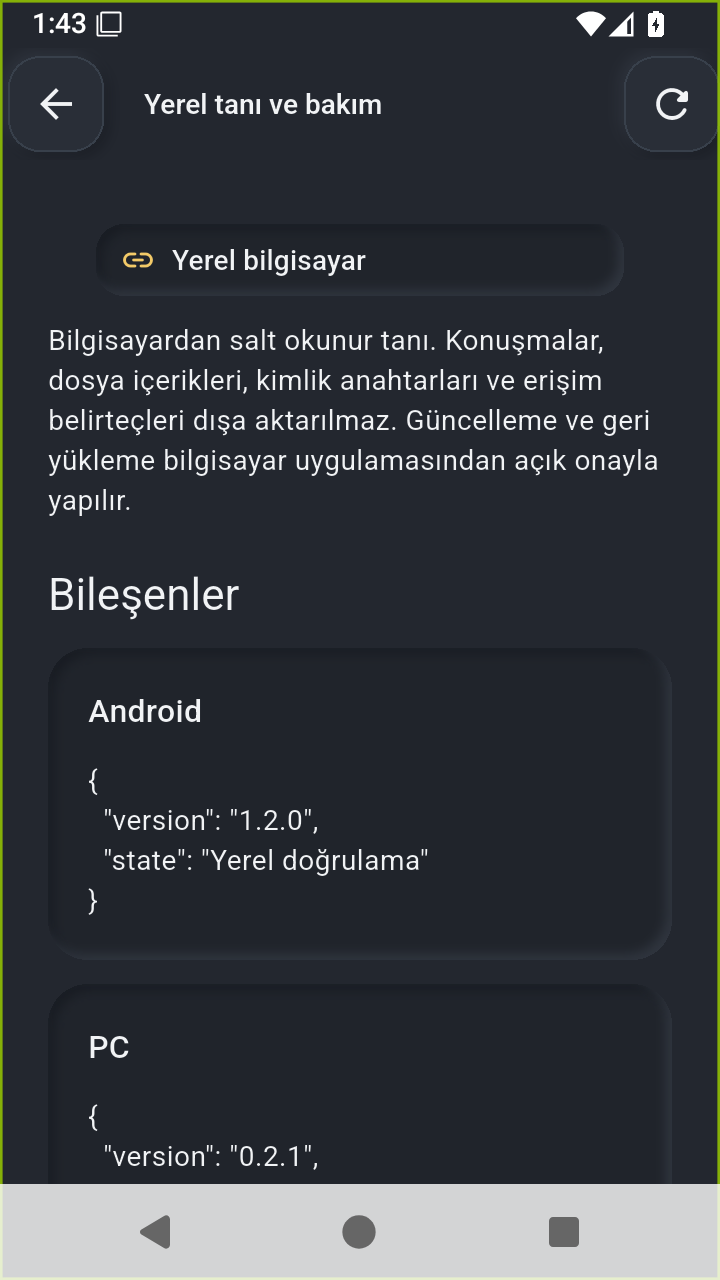 1:43
Yerel tanı ve bakım
Yerel bilgisayar
Bilgisayardan salt okunur tanı. Konuşmalar,
dosya içerikleri, kimlik anahtarları ve erişim
belirteçleri dışa aktarılmaz. Güncelleme ve geri
yükleme bilgisayar uygulamasından açık onayla
yapılır.
Bileşenler
Android
{
"version": "1.2.0",
"state": "Yerel doğrulama"
}
PC
{
"version": "0.2.1",